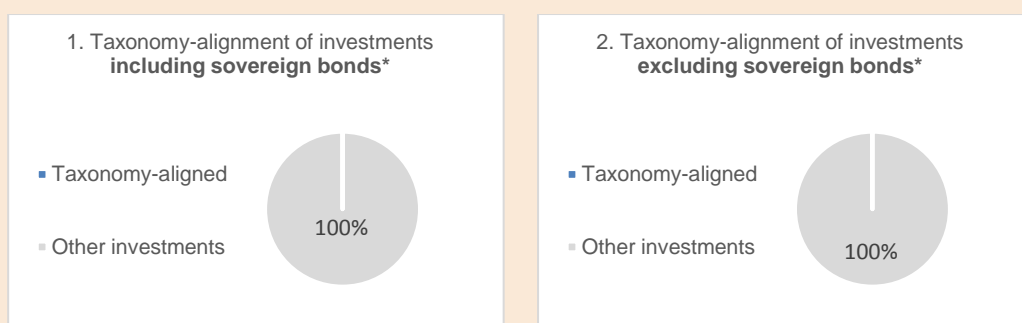 1. Taxonomy-alignment of investments
including sovereign bonds*
Taxonomy-aligned
Other investments
100%
2. Taxonomy-alignment of investments
excluding sovereign bonds*
Taxonomy-aligned
Other investments
100%